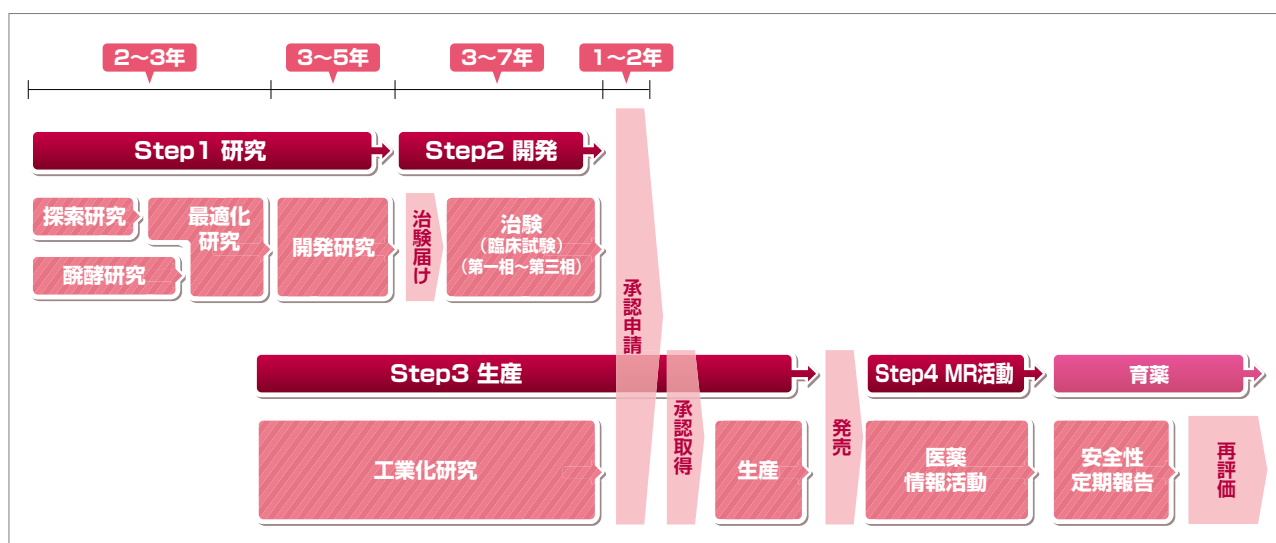 2〜3年
3〜5年
3〜7年
1〜2年
Step1 研究
Step2 開発
探索研究
醗酵研究
最適化
研究
開発研究
治験届け
治験
（臨床試験）
（第一相〜第三相）
承認申請
Step3 生産
工業化研究
承認取得
生産
発売
Step4 MR活動
医薬
情報活動
育薬
安全性
定期報告
再評価